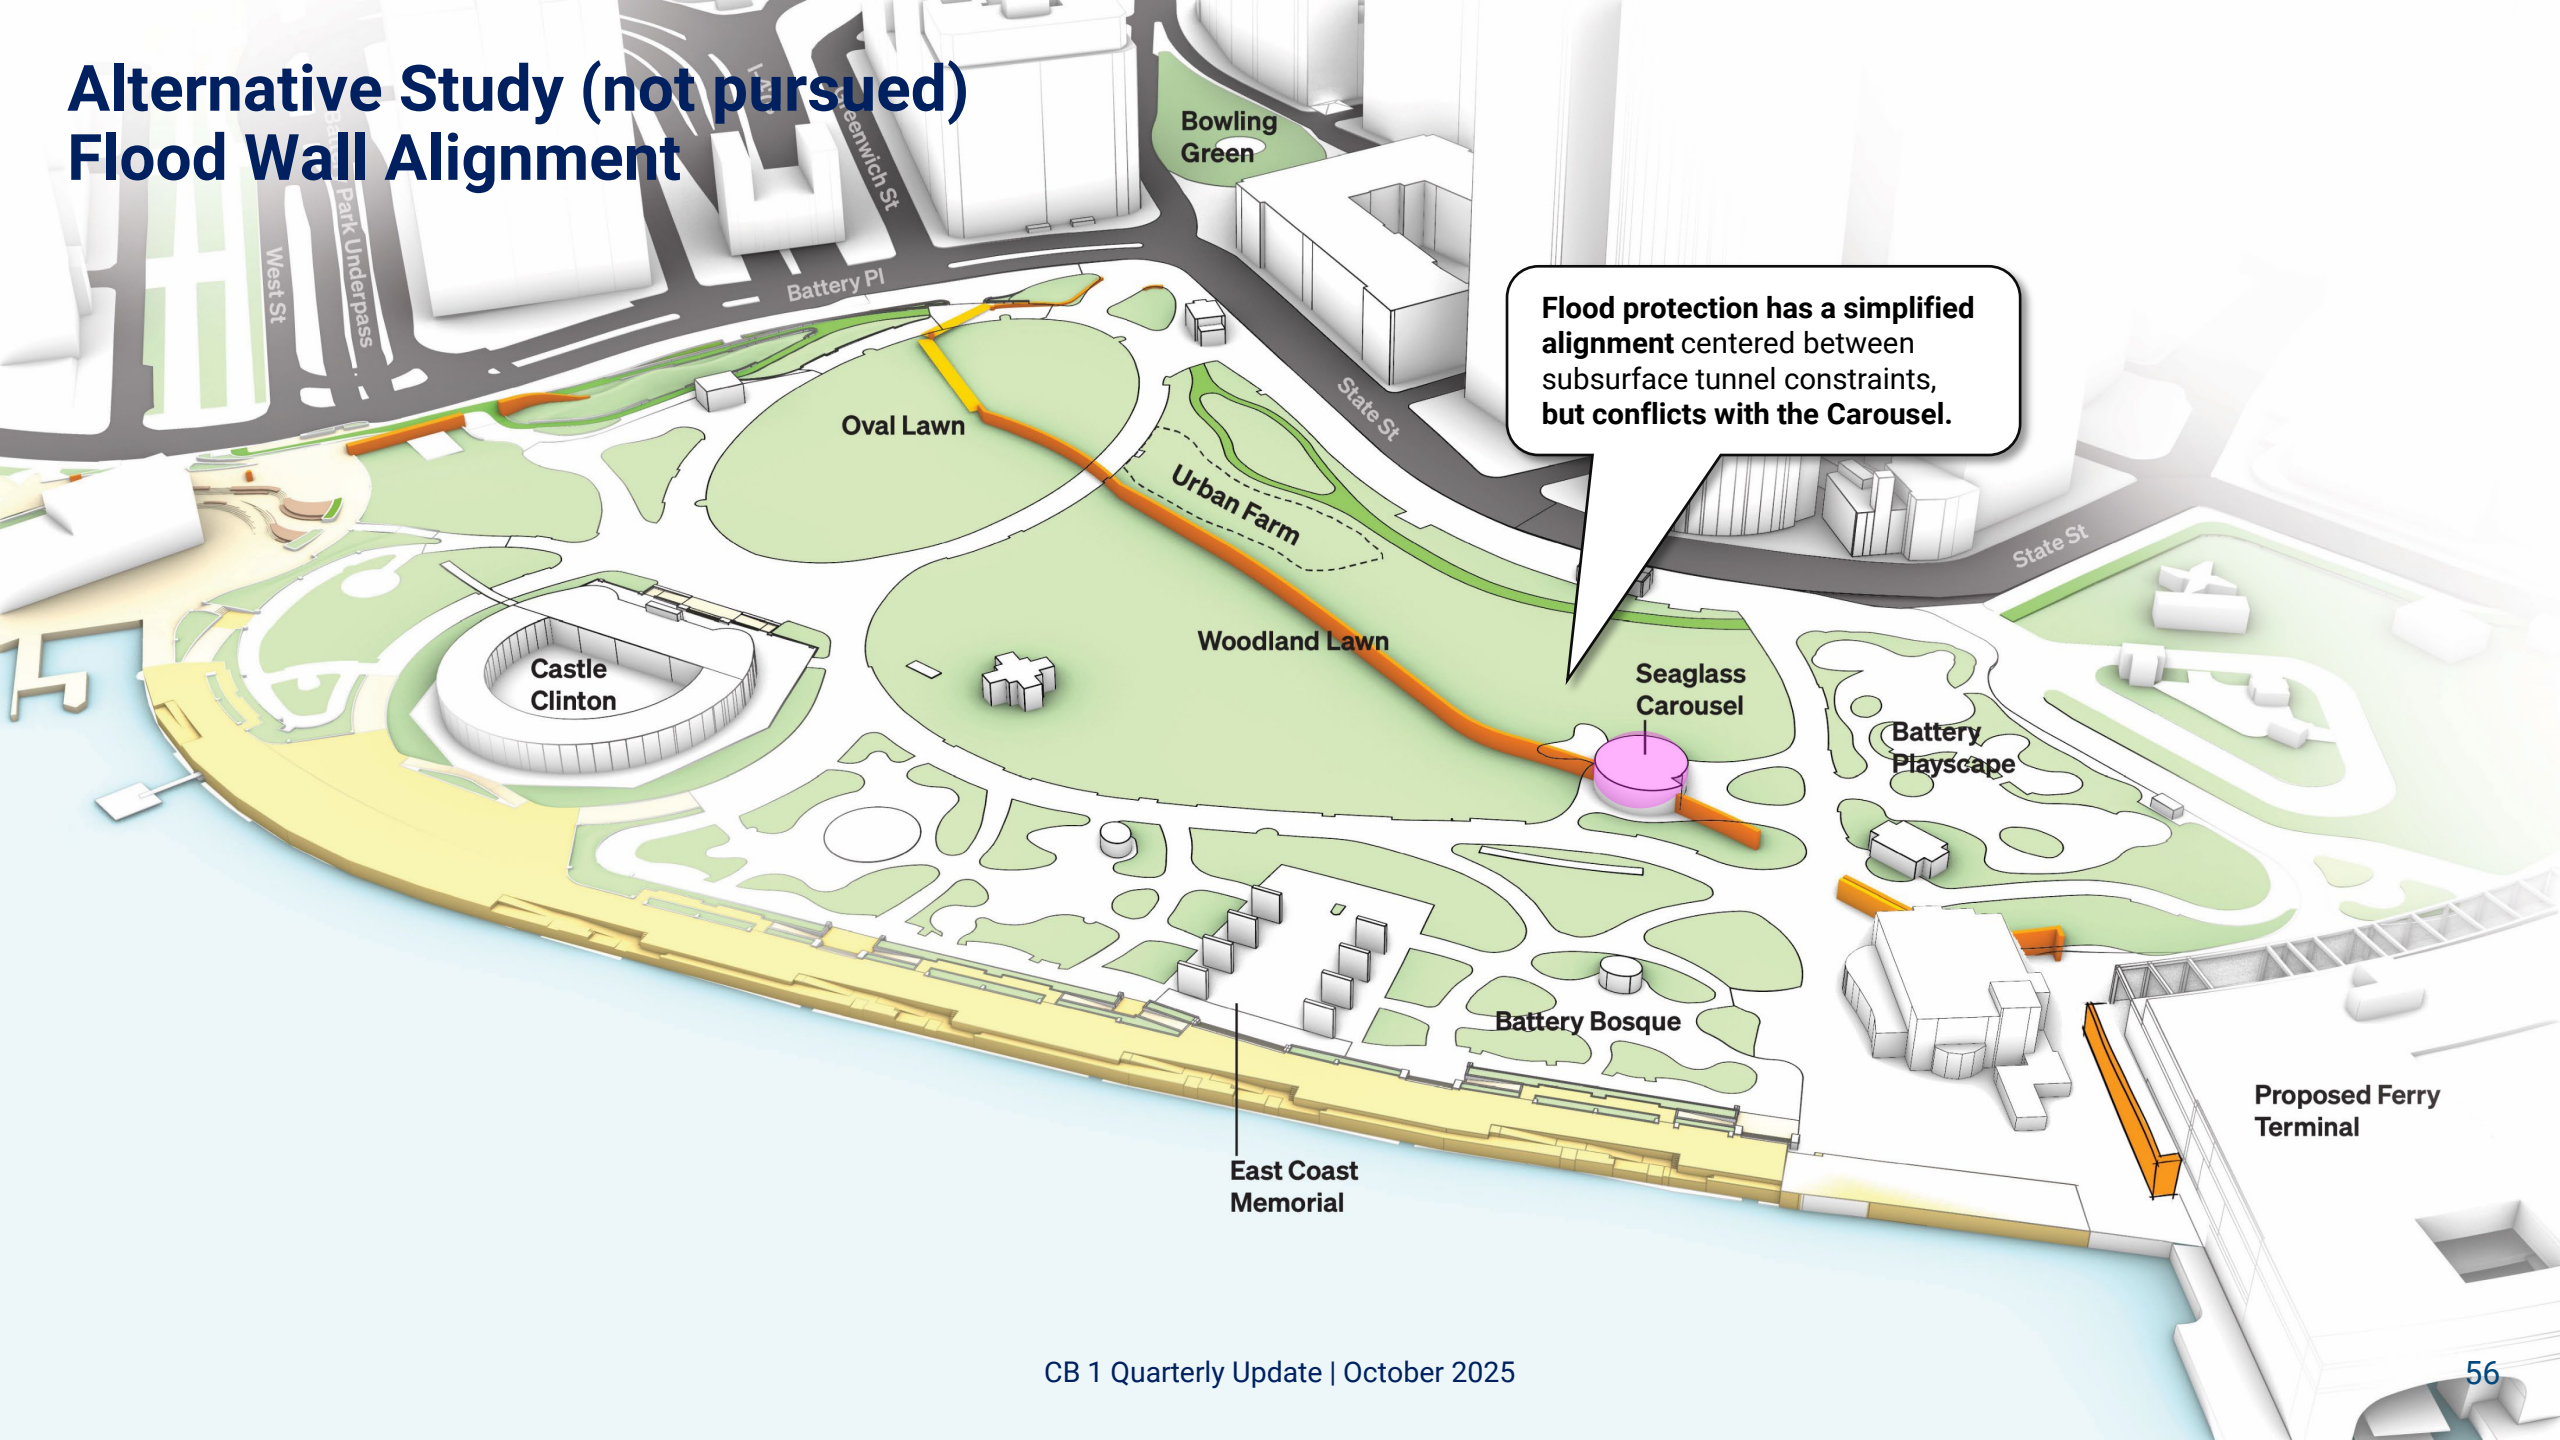 Alternative Study (not pursued)
Flood Wall Alignment
Bowling
Green
Greenwich St
West St
Park Underpass
Battery Pl
Flood protection has a simplified
alignment centered between
subsurface tunnel constraints,
but conflicts with the Carousel.
State St
Oval Lawn
Urban Farm
State St
Woodland Lawn
Castle
Clinton
Seaglass
Carousel
Battery
Playscape
Battery Bosque
Proposed Ferry
Terminal
East Coast
Memorial
CB 1 Quarterly Update | October 2025
56